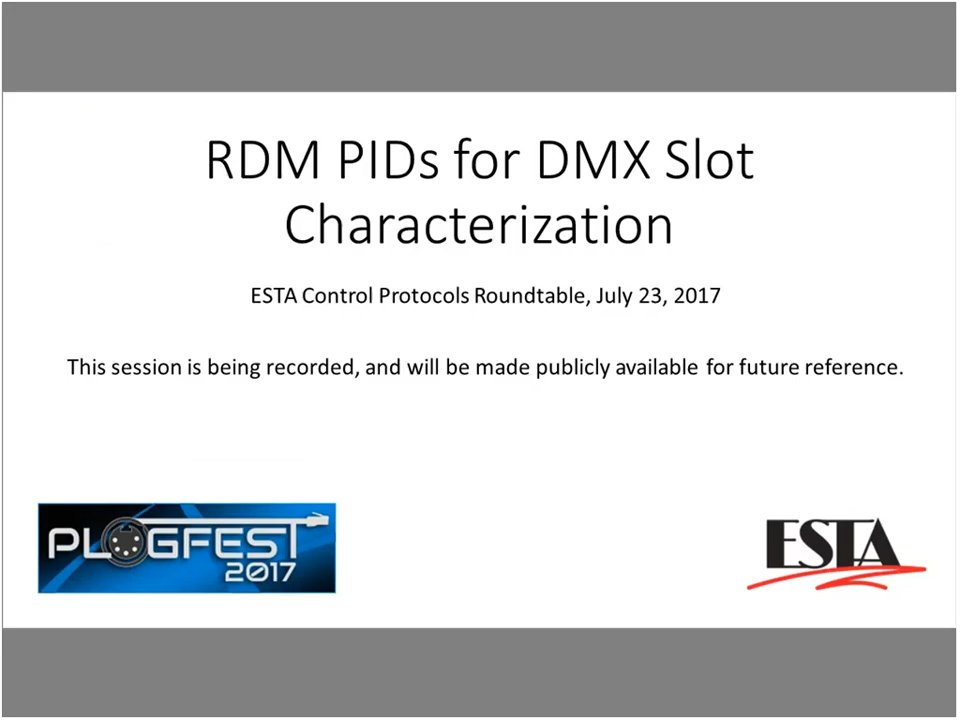 RDM PIDs for DMX Slot
Characterization
ESTA Control Protocols Roundtable, July 23, 2017
This session is being recorded, and will be made publicly available for future reference.
PLUGFEST
2017
ESTA